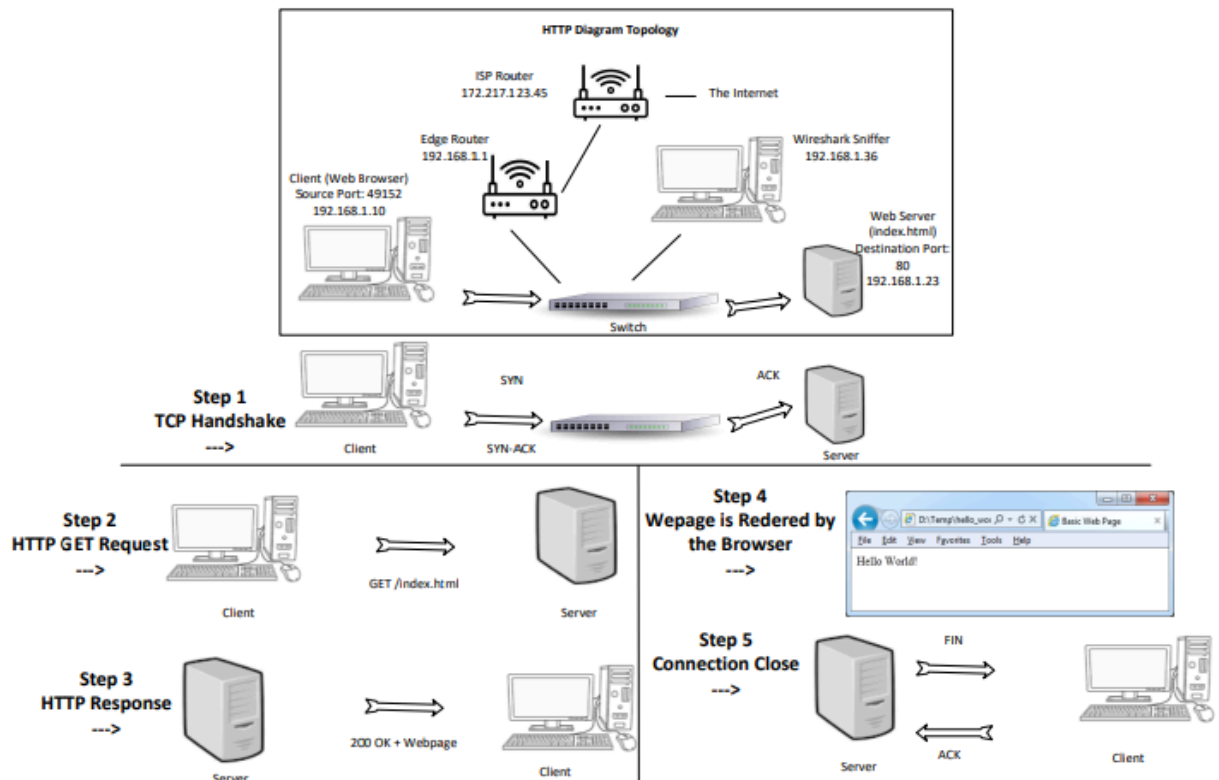 HTTP Diagram Topology
ISP Router
172.217.123.45
The Internet
Edge Router
192.168.1.1
Wireshark Sniffer
192.168.1.36
Client (Web Browser)
Source Port: 49152
192.168.1.10
Web Server
(index.html)
Destination Port:
80
192.168.1.23
Switch
Step 1
TCP Handshake
--->
SYN
ACK
SYN-ACK
Client
Server
Step 2
HTTP GET Request
--->
GET /index.html
Client
Server
Step 3
HTTP Response
--->
200 OK + Webpage
Server
Client
Step 4
Wepage is Redered by
the Browser
--->
D:\Temp\hello_wor
Basic Web Page
File Edit View Favorites Tools Help
Hello World!
Step 5
Connection Close
--->
FIN
ACK
Server
Client